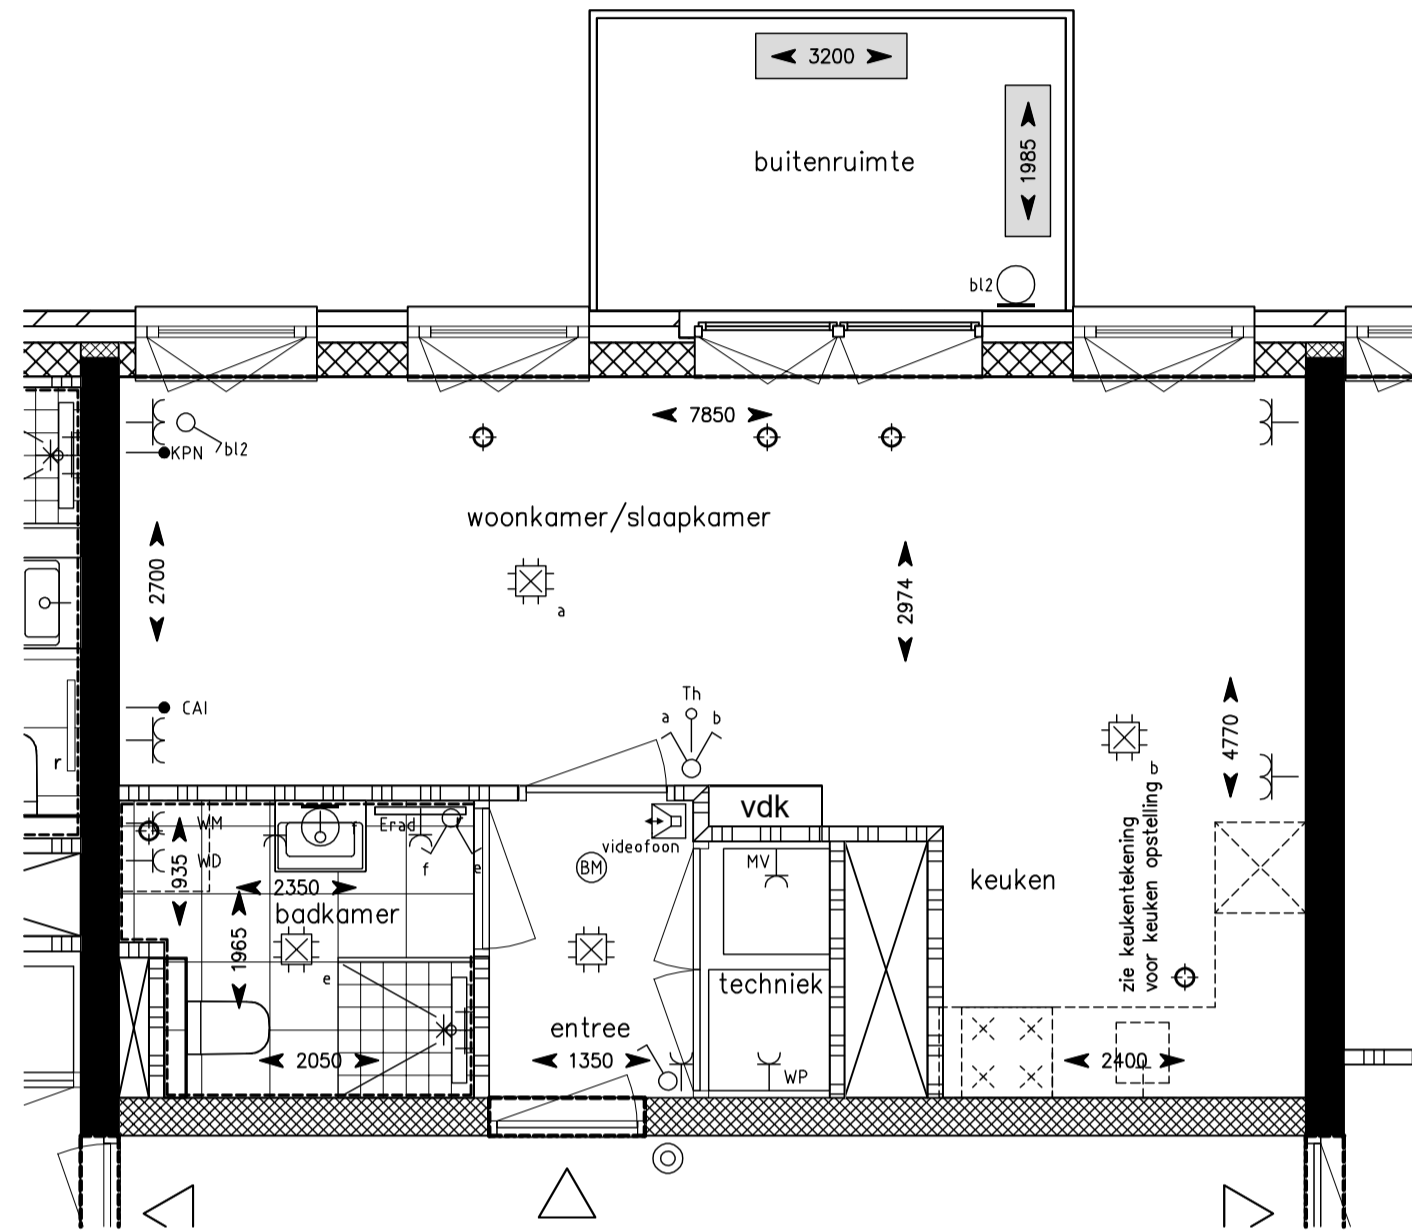 3200
1985
buitenruimte
bl2
7850
KPN
bl2
woonkamer/slaapkamer
2700
2974
a
Th
a b
CAI
4770
b
r
vdk
WM
WD
935
f
Erad
r
f
e
videofoon
BM
MV
2350
badkamer
1965
e
keuken
zie keukentekening
voor keuken opstelling
techniek
entree
2050
1350
WP
2400